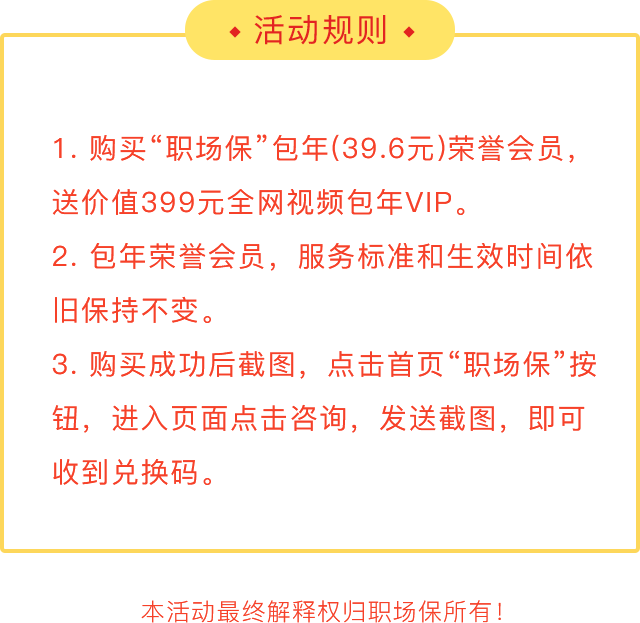 活动规则
1. 购买“职场保”包年(39.6元)荣誉会员，
送价值399元全网视频包年VIP。
2. 包年荣誉会员，服务标准和生效时间依
旧保持不变。
3. 购买成功后截图，点击首页“职场保”按
钮，进入页面点击咨询，发送截图，即可
收到兑换码。
本活动最终解释权归职场保所有！